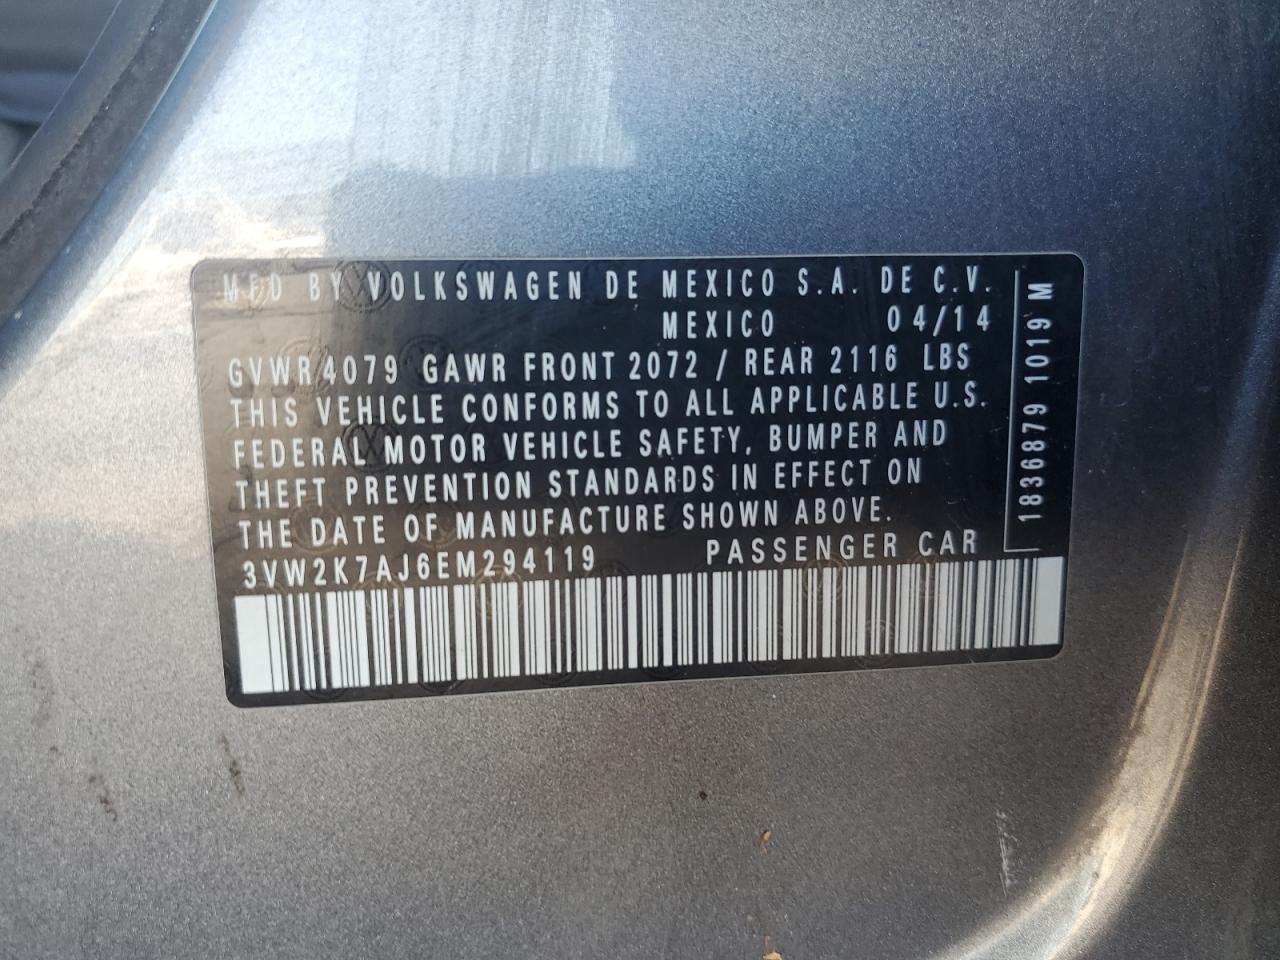 MFD BY VOLKSWAGEN DE MEXICO S.A. DE C.V.
MEXICO 04/14
GVWR 4079 GAWR FRONT 2072 / REAR 2116 LBS
THIS VEHICLE CONFORMS TO ALL APPLICABLE U.S.
FEDERAL MOTOR VEHICLE SAFETY, BUMPER AND
THEFT PREVENTION STANDARDS IN EFFECT ON
THE DATE OF MANUFACTURE SHOWN ABOVE.
3VW2K7AJ6EM294119 PASSENGER CAR
1836879 1019 M